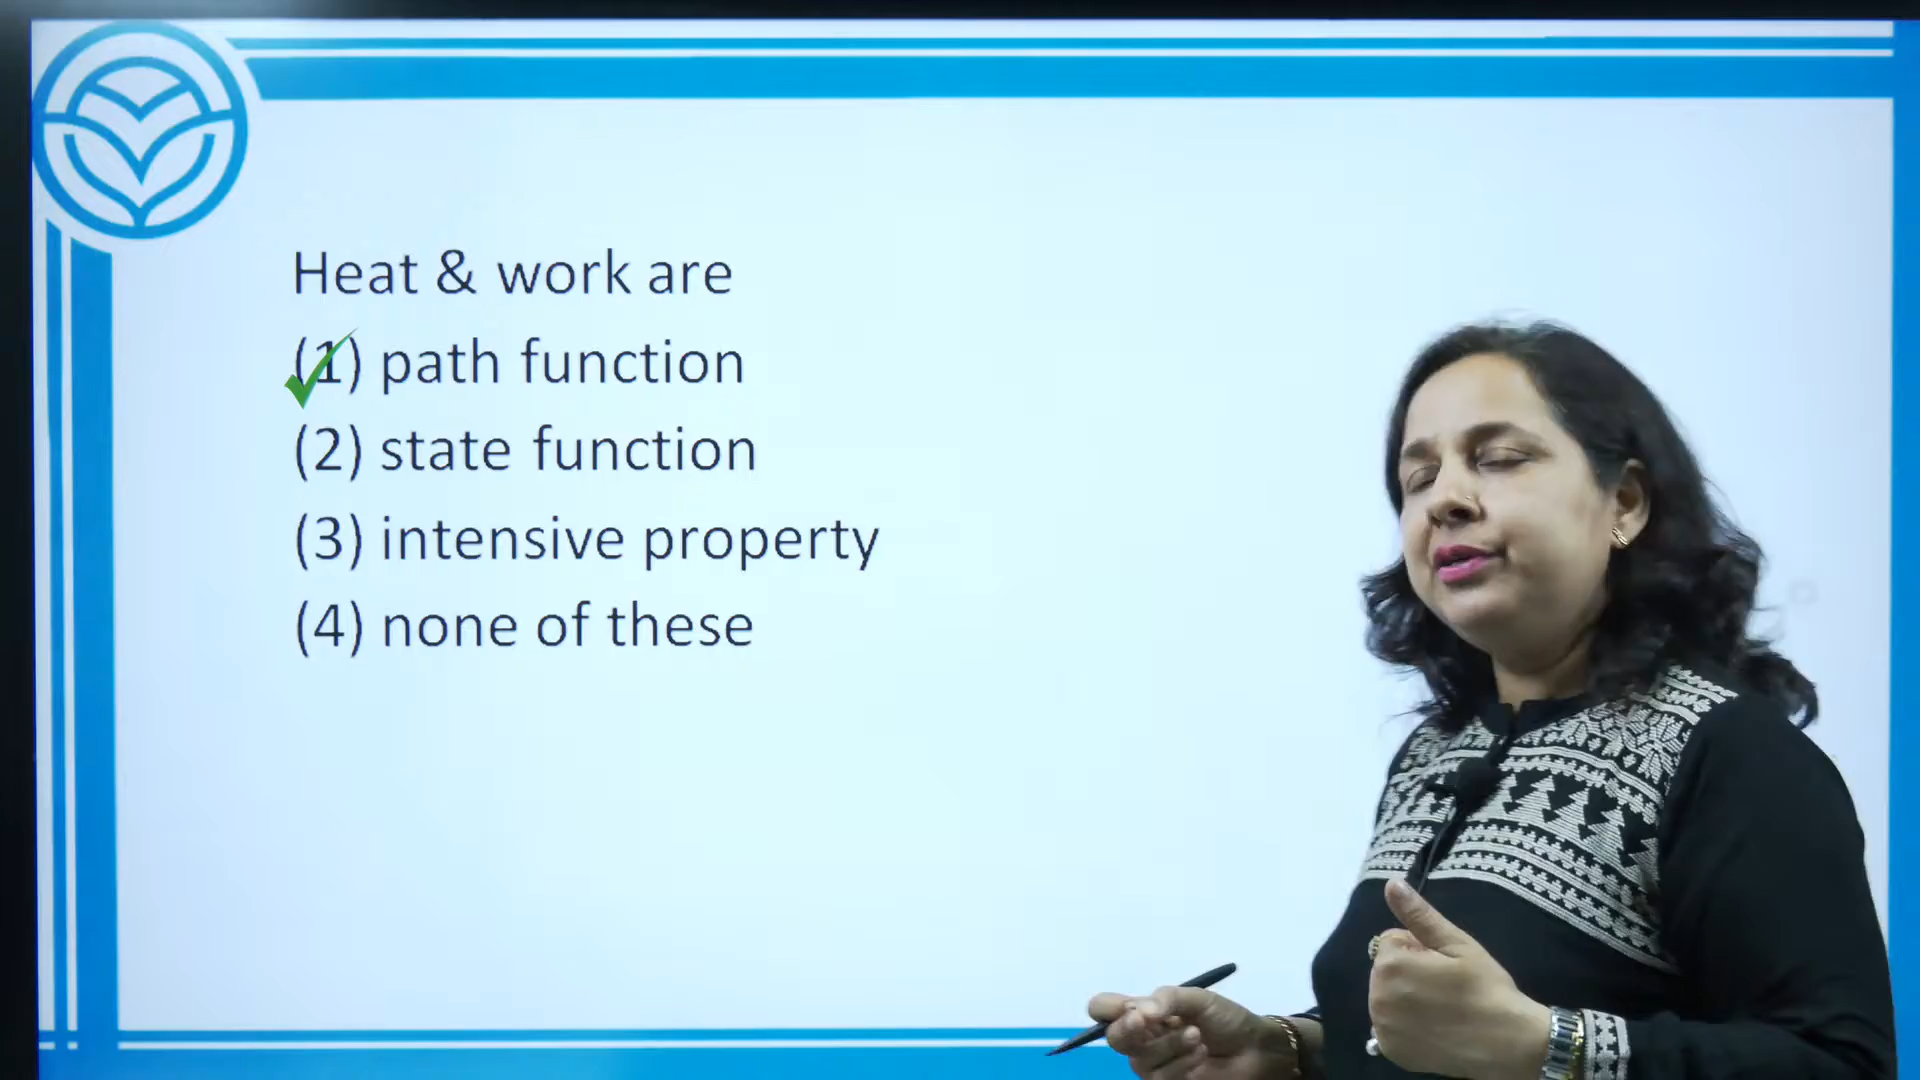 Heat & work are
(1) path function
(2) state function
(3) intensive property
(4) none of these